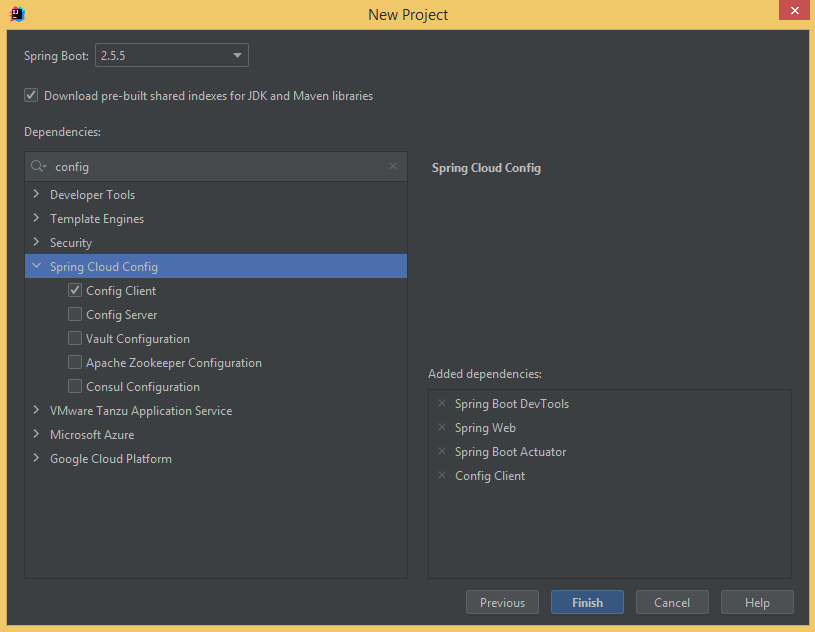 New Project
Spring Boot: 2.5.5
Download pre-built shared indexes for JDK and Maven libraries
Dependencies:
config
Developer Tools
Template Engines
Security
Spring Cloud Config
Config Client
Config Server
Vault Configuration
Apache Zookeeper Configuration
Consul Configuration
VMware Tanzu Application Service
Microsoft Azure
Google Cloud Platform
Spring Cloud Config
Added dependencies:
Spring Boot DevTools
Spring Web
Spring Boot Actuator
Config Client
Previous
Finish
Cancel
Help